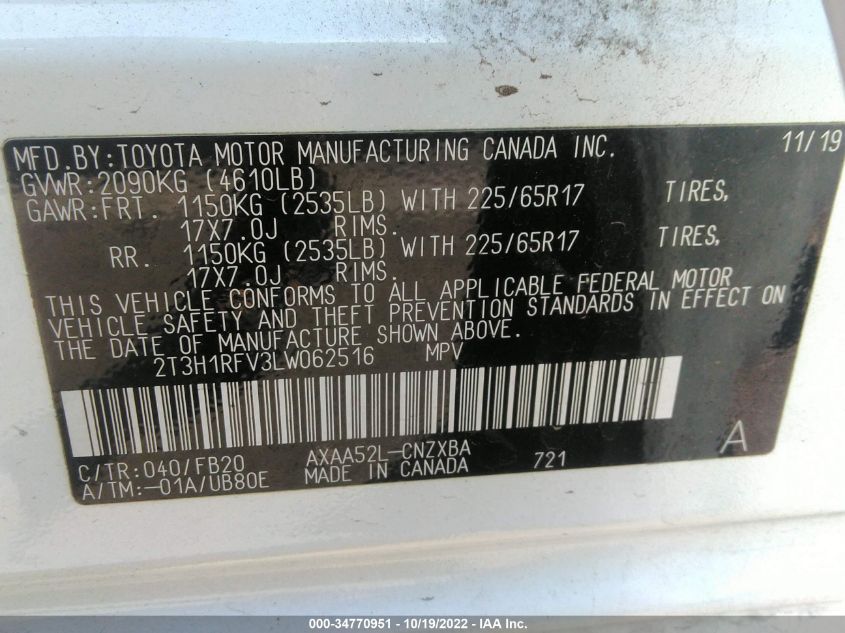 MFD.BY:TOYOTA MOTOR MANUFACTURING CANADA INC. 11/19
GVWR:2090KG (4610LB)
GAWR:FRT. 1150KG (2535LB) WITH 225/65R17 TIRES,
17X7.0J RIMS.
RR. 1150KG (2535LB) WITH 225/65R17 TIRES,
17X7.0J RIMS.
THIS VEHICLE CONFORMS TO ALL APPLICABLE FEDERAL MOTOR
VEHICLE SAFETY AND THEFT PREVENTION STANDARDS IN EFFECT ON
THE DATE OF MANUFACTURE SHOWN ABOVE.
2T3H1RFV3LW062516 MPV
C/TR:040/FB20 AXAA52L-CNZXBA A
A/TM:-01A/UB80E MADE IN CANADA 721
000-34770951 - 10/19/2022 - IAA Inc.